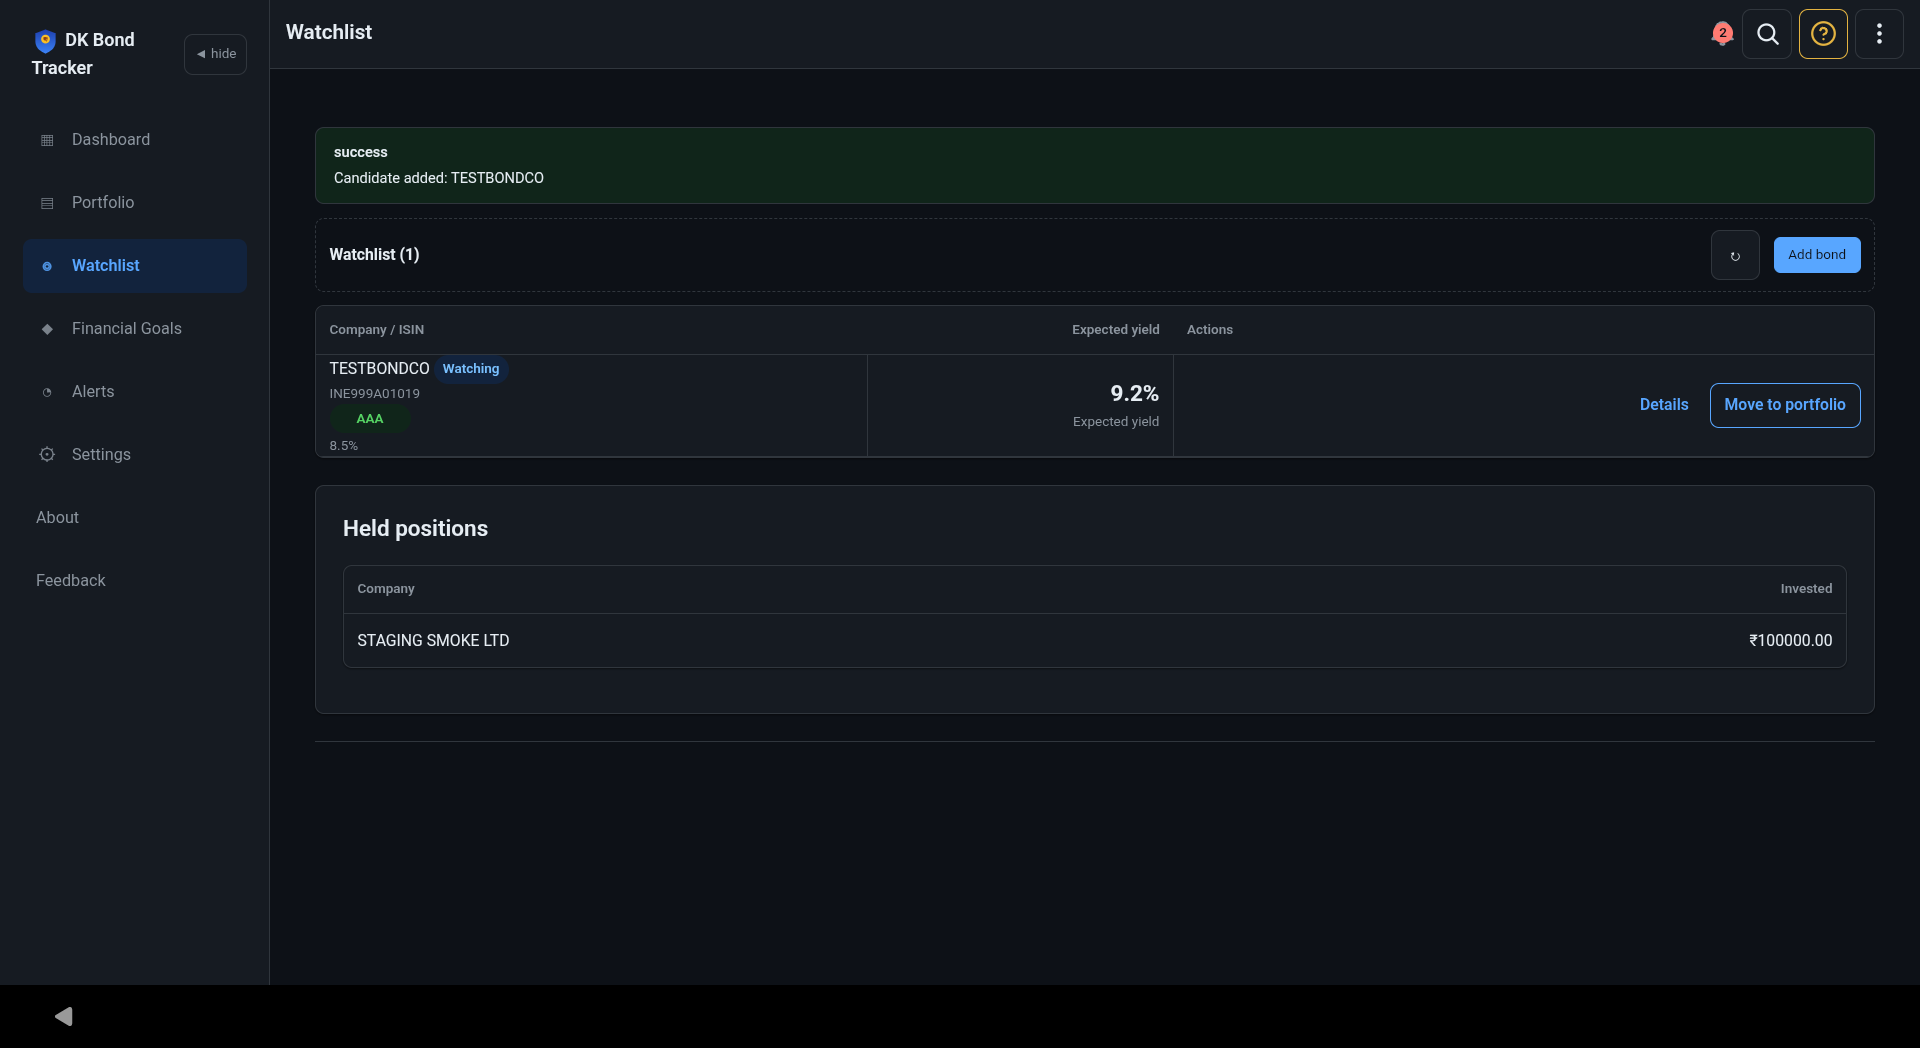 DK Bond
Tracker
◄ hide
Dashboard
Portfolio
Watchlist
Financial Goals
Alerts
Settings
About
Feedback
Watchlist
2
success
Candidate added: TESTBONDCO
Watchlist (1)
Add bond
Company / ISIN Expected yield Actions
TESTBONDCO Watching
INE999A01019
AAA
8.5%
9.2%
Expected yield
Details Move to portfolio
Held positions
Company Invested
STAGING SMOKE LTD ₹100000.00